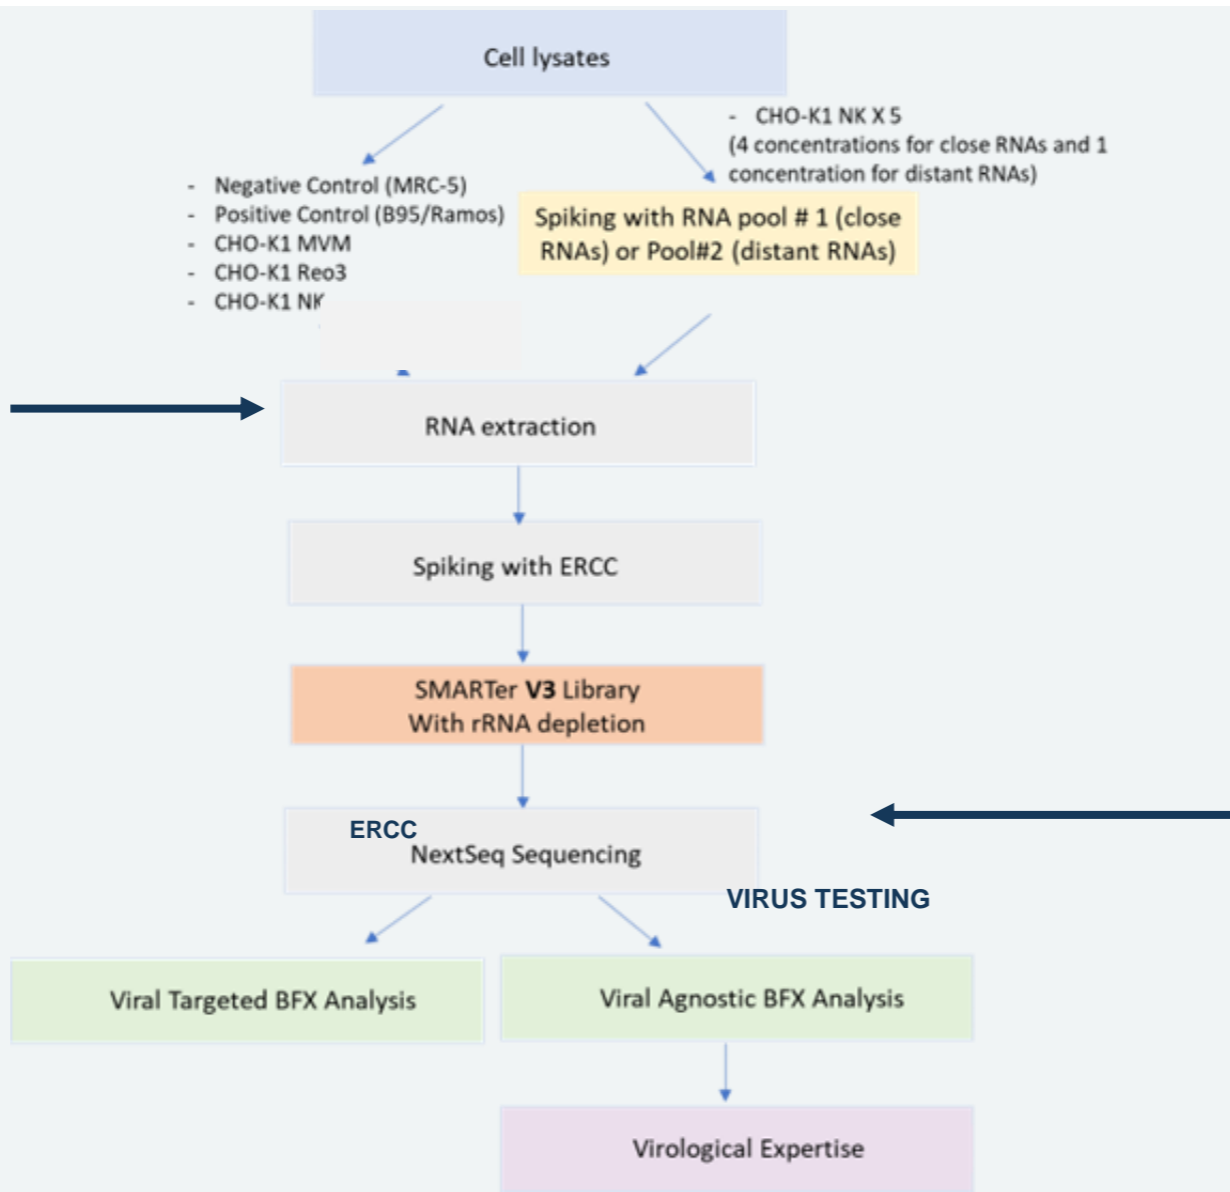 Cell lysates
- CHO-K1 NK X 5
(4 concentrations for close RNAs and 1
concentration for distant RNAs)
- Negative Control (MRC-5)
- Positive Control (B95/Ramos)
- CHO-K1 MVM
- CHO-K1 Reo3
- CHO-K1 NK
Spiking with RNA pool # 1 (close
RNAs) or Pool#2 (distant RNAs)
RNA extraction
Spiking with ERCC
SMARTer V3 Library
With rRNA depletion
ERCC
NextSeq Sequencing
VIRUS TESTING
Viral Targeted BFX Analysis
Viral Agnostic BFX Analysis
Virological Expertise